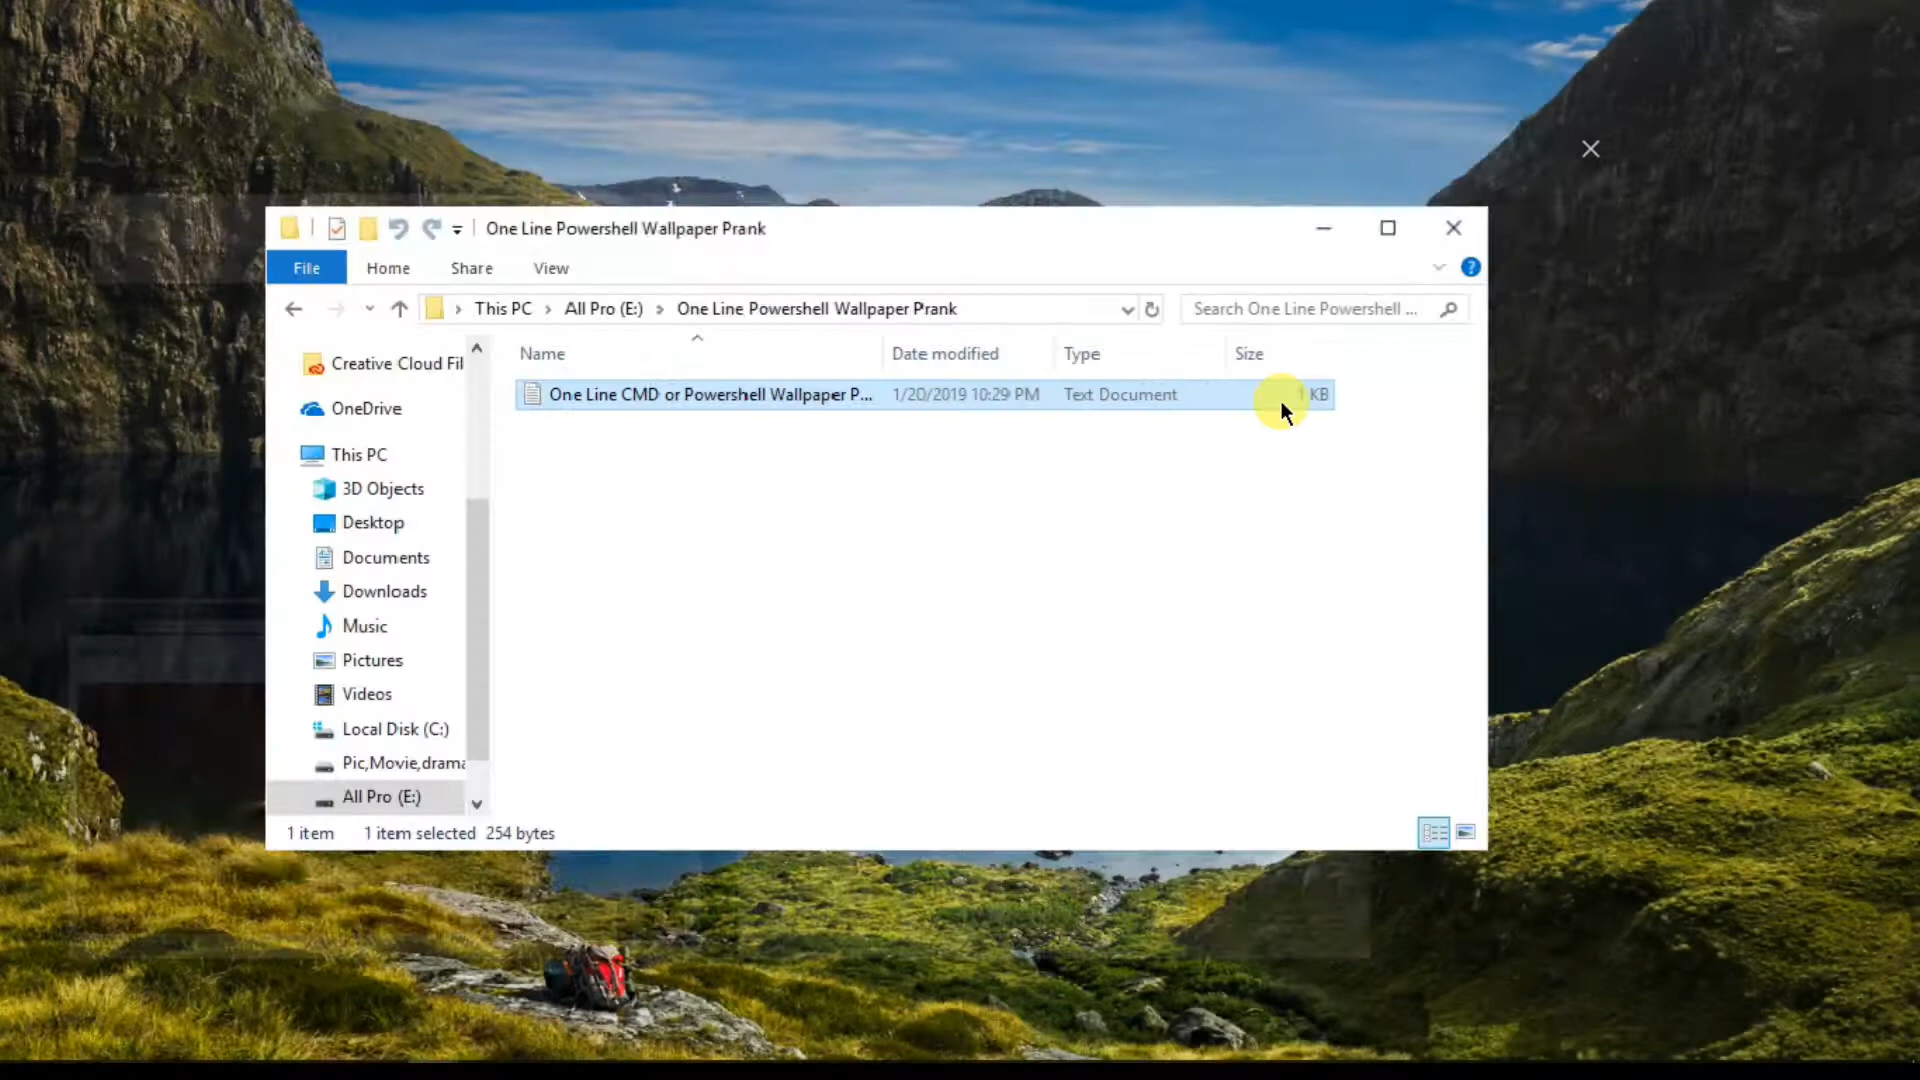 One Line Powershell Wallpaper Prank
File Home Share View
This PC > All Pro (E:) > One Line Powershell Wallpaper Prank
Search One Line Powershell ...
Name Date modified Type Size
One Line CMD or Powershell Wallpaper P... 1/20/2019 10:29 PM Text Document 1 KB
Creative Cloud Fil
OneDrive
This PC
3D Objects
Desktop
Documents
Downloads
Music
Pictures
Videos
Local Disk (C:)
Pic,Movie,drama
All Pro (E:)
1 item 1 item selected 254 bytes